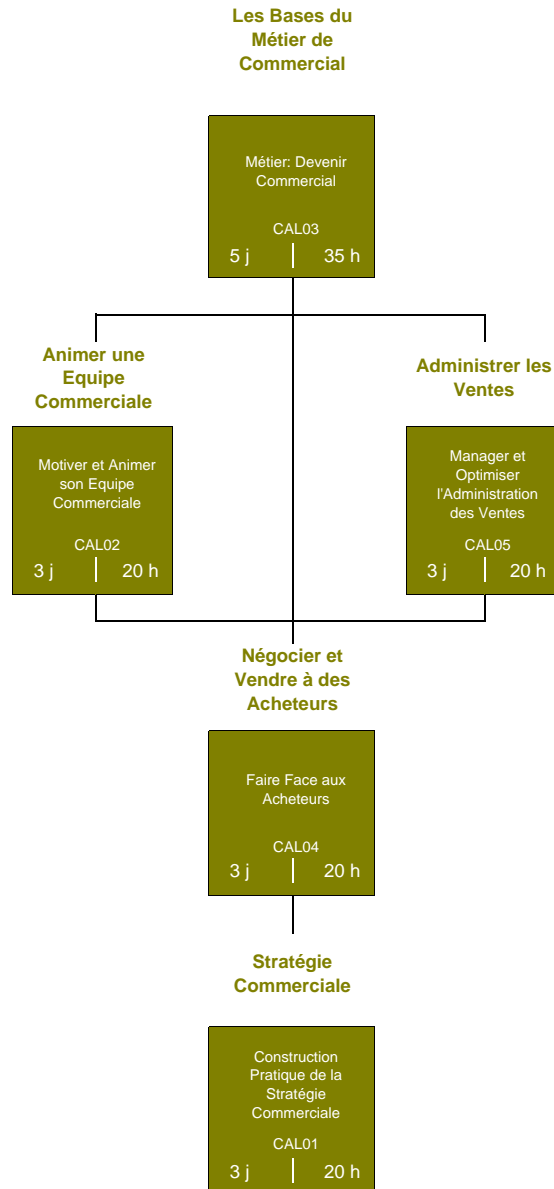 Les Bases du
Métier de
Commercial
Métier: Devenir
Commercial
CAL03
5 j 35 h
Animer une
Equipe
Commerciale
Motiver et Animer
son Equipe
Commerciale
CAL02
3 j 20 h
Administrer les
Ventes
Manager et
Optimiser
l'Administration
des Ventes
CAL05
3 j 20 h
Négocier et
Vendre à des
Acheteurs
Faire Face aux
Acheteurs
CAL04
3 j 20 h
Stratégie
Commerciale
Construction
Pratique de la
Stratégie
Commerciale
CAL01
3 j 20 h